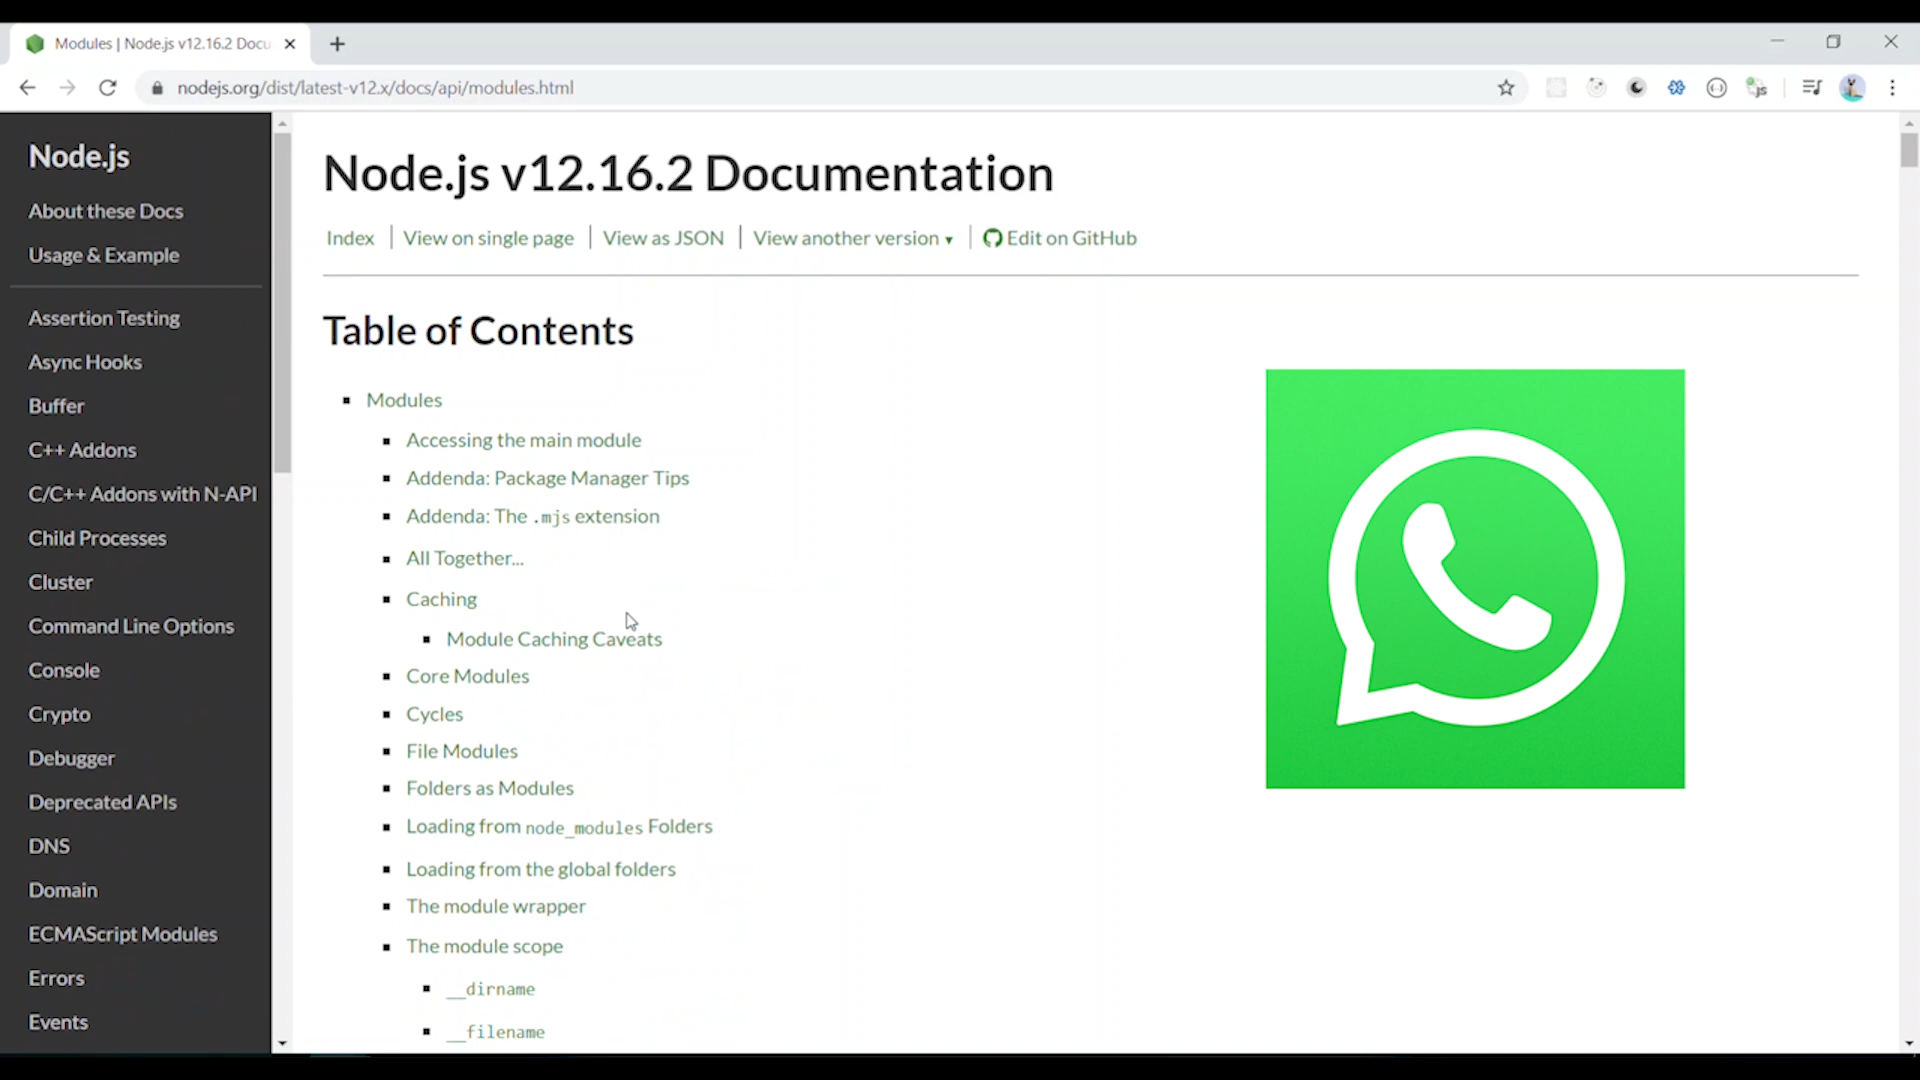 Modules | Node.js v12.16.2 Docu
nodejs.org/dist/latest-v12.x/docs/api/modules.html
js
Node.js
About these Docs
Usage & Example
Assertion Testing
Async Hooks
Buffer
C++ Addons
C/C++ Addons with N-API
Child Processes
Cluster
Command Line Options
Console
Crypto
Debugger
Deprecated APIs
DNS
Domain
ECMAScript Modules
Errors
Events
Node.js v12.16.2 Documentation
Index | View on single page | View as JSON | View another version ▾ | Edit on GitHub
Table of Contents
Modules
Accessing the main module
Addenda: Package Manager Tips
Addenda: The .mjs extension
All Together...
Caching
Module Caching Caveats
Core Modules
Cycles
File Modules
Folders as Modules
Loading from node_modules Folders
Loading from the global folders
The module wrapper
The module scope
__dirname
__filename